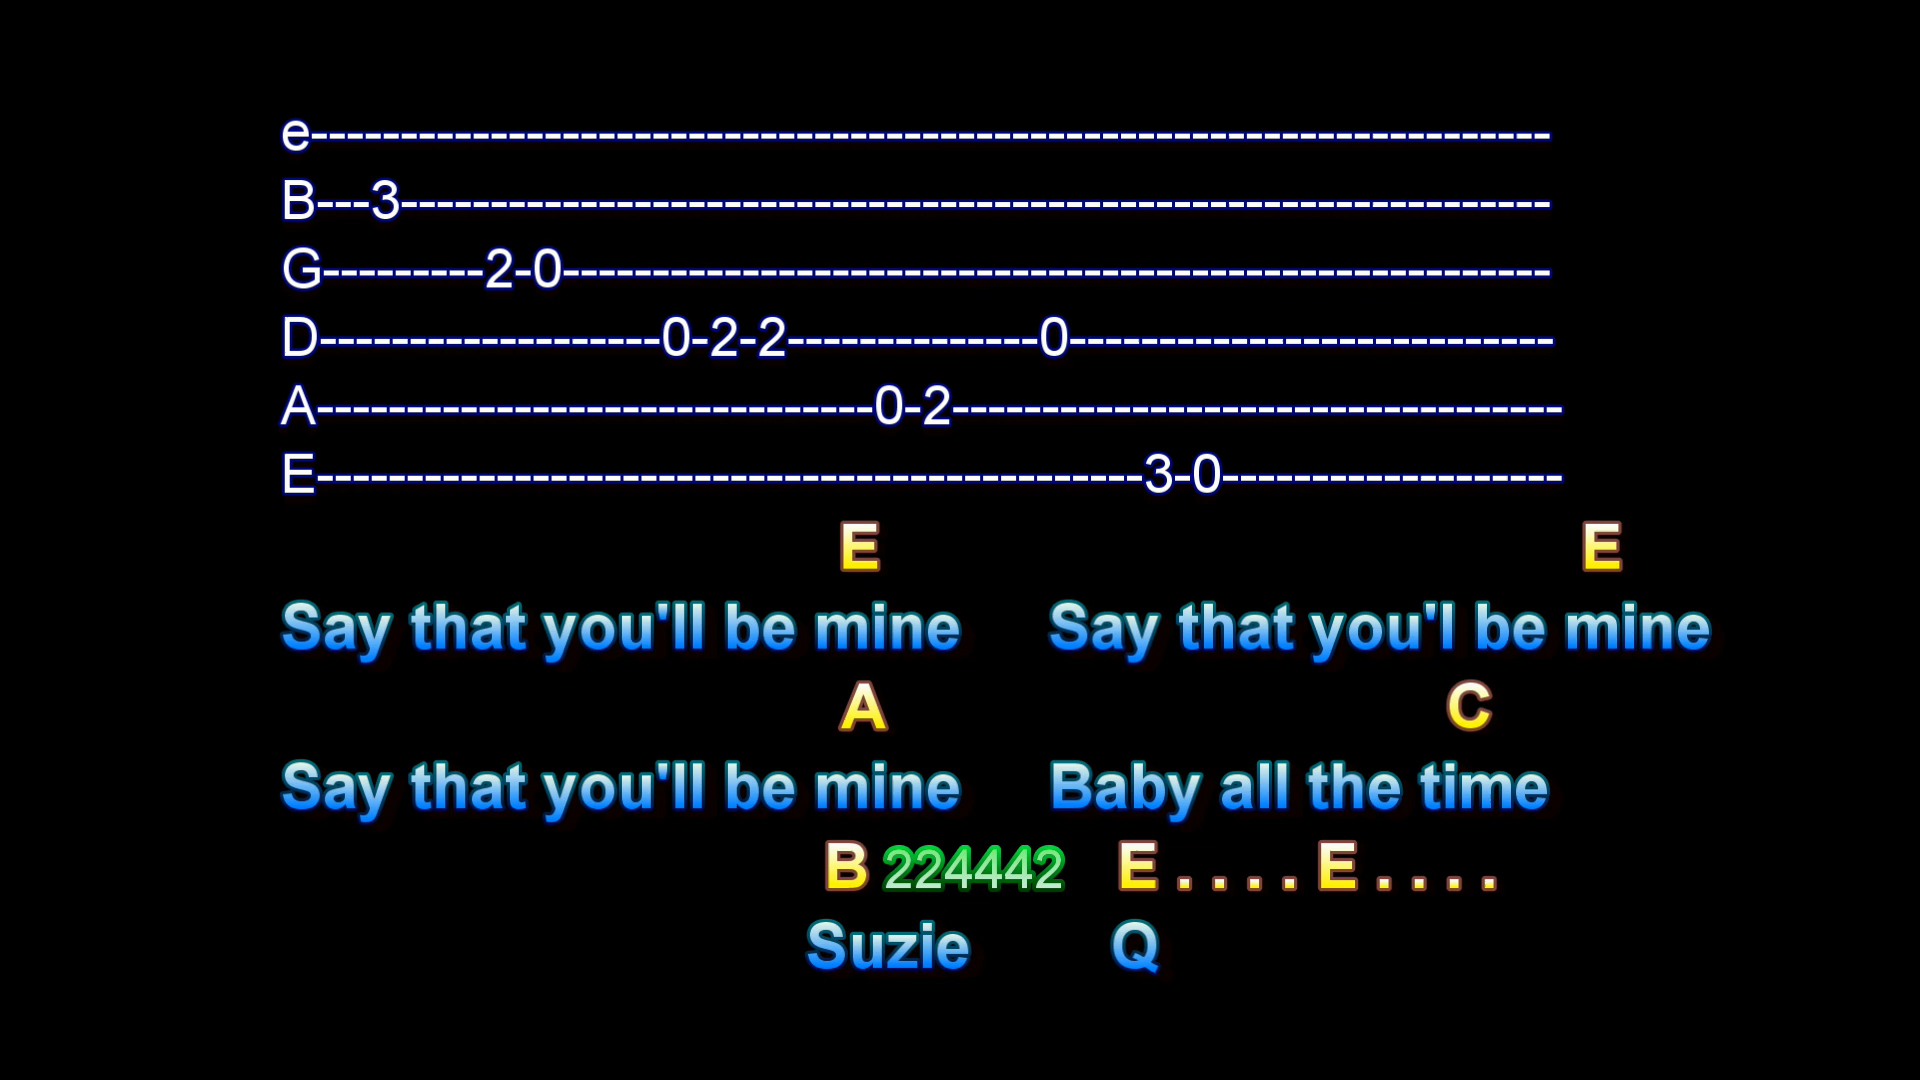 e---------------------------------------------------------------------
B---3----------------------------------------------------------------
G---------2-0-------------------------------------------------------
D-------------------0-2-2--------------0---------------------------
A-------------------------------0-2----------------------------------
E----------------------------------------------3-0-------------------
E E
Say that you'll be mine Say that you'l be mine
A C
Say that you'll be mine Baby all the time
B 224442 E . . . . E . . . .
Suzie Q